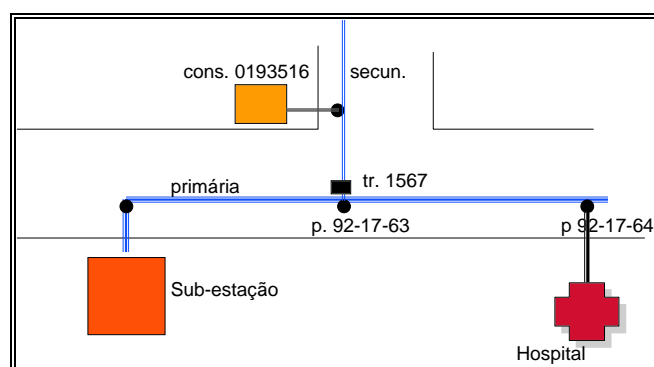 cons. 0193516
secun.
tr. 1567
primária
p. 92-17-63
p 92-17-64
Sub-estação
Hospital